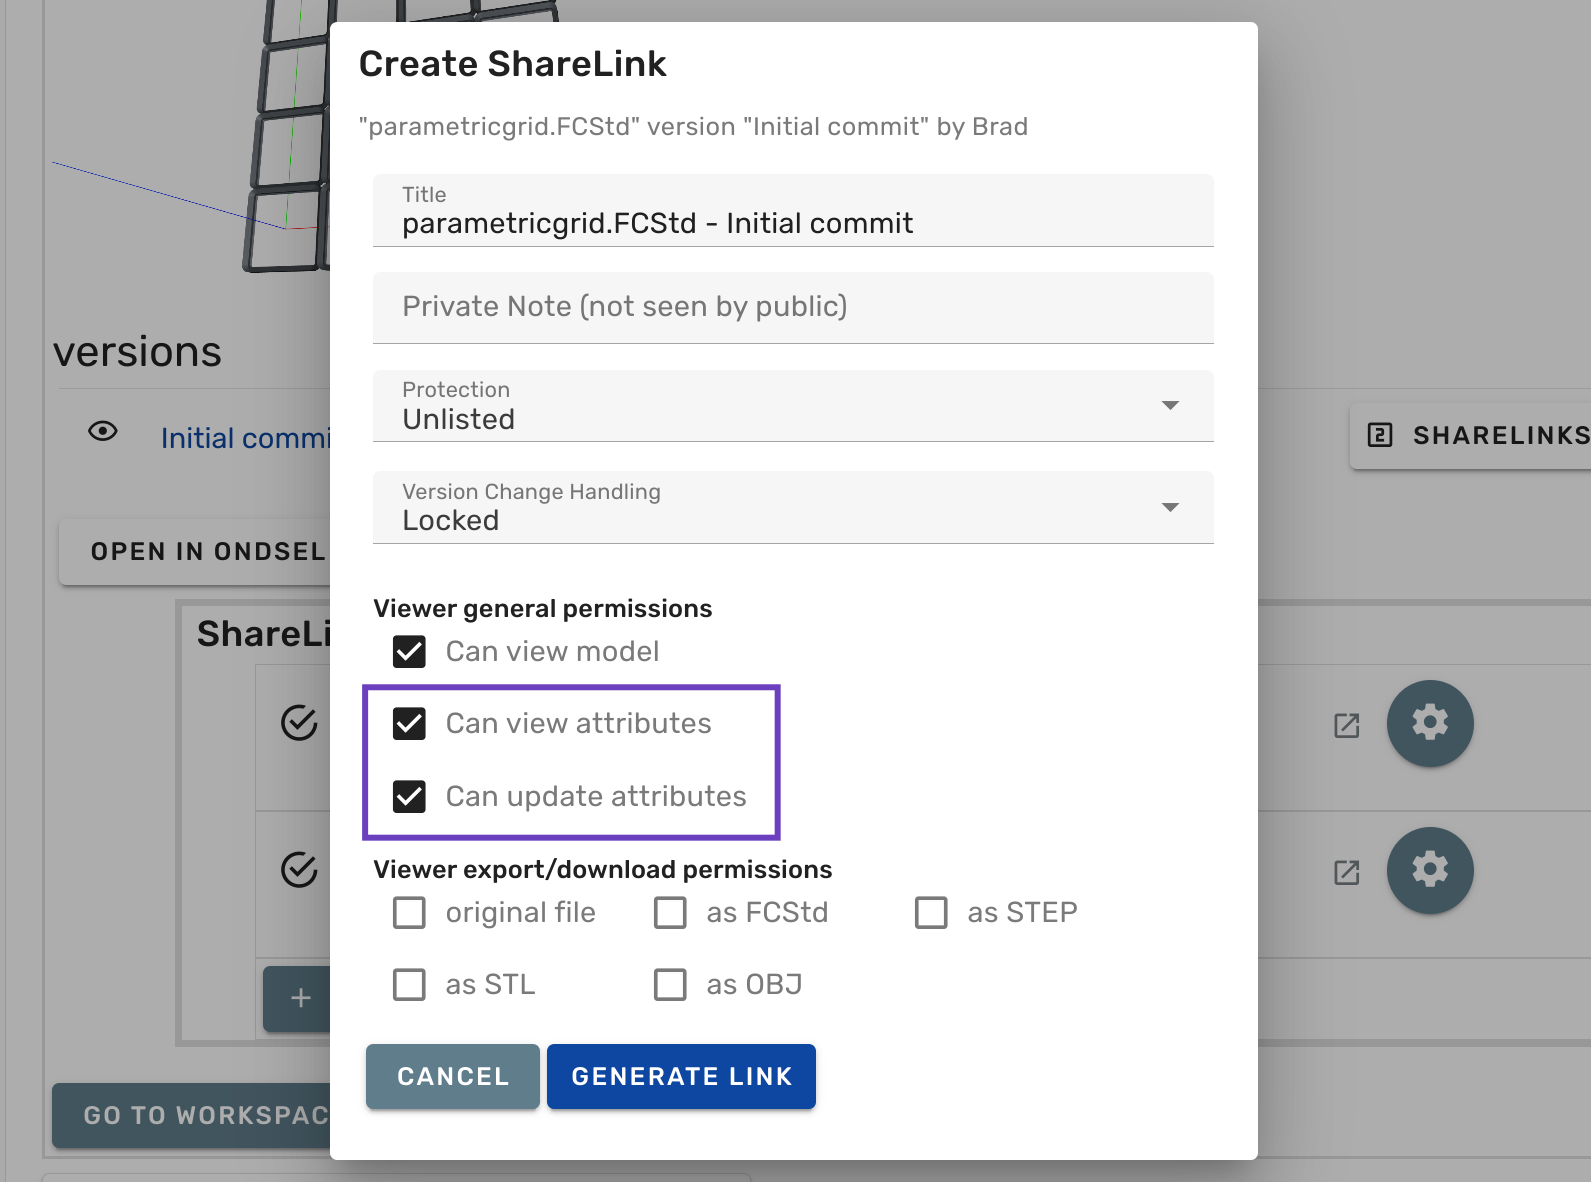 Create ShareLink
"parametricgrid.FCStd" version "Initial commit" by Brad
Title
parametricgrid.FCStd - Initial commit
Private Note (not seen by public)
Protection
Unlisted
Version Change Handling
Locked
Viewer general permissions
Can view model
Can view attributes
Can update attributes
Viewer export/download permissions
original file as FCStd as STEP
as STL as OBJ
CANCEL GENERATE LINK
versions
Initial commi
2 SHARELINKS
OPEN IN ONDSEL
ShareLi
+
GO TO WORKSPAC